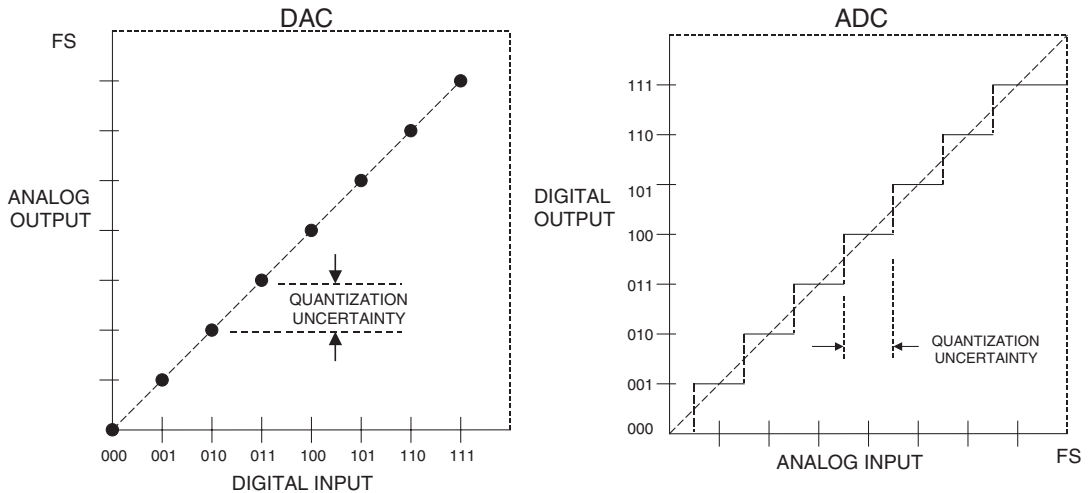 DAC
FS
ANALOG
OUTPUT
QUANTIZATION
UNCERTAINTY
000 001 010 011 100 101 110 111
DIGITAL INPUT
ADC
111
110
101
DIGITAL
OUTPUT
100
011
010
QUANTIZATION
UNCERTAINTY
001
000
ANALOG INPUT
FS